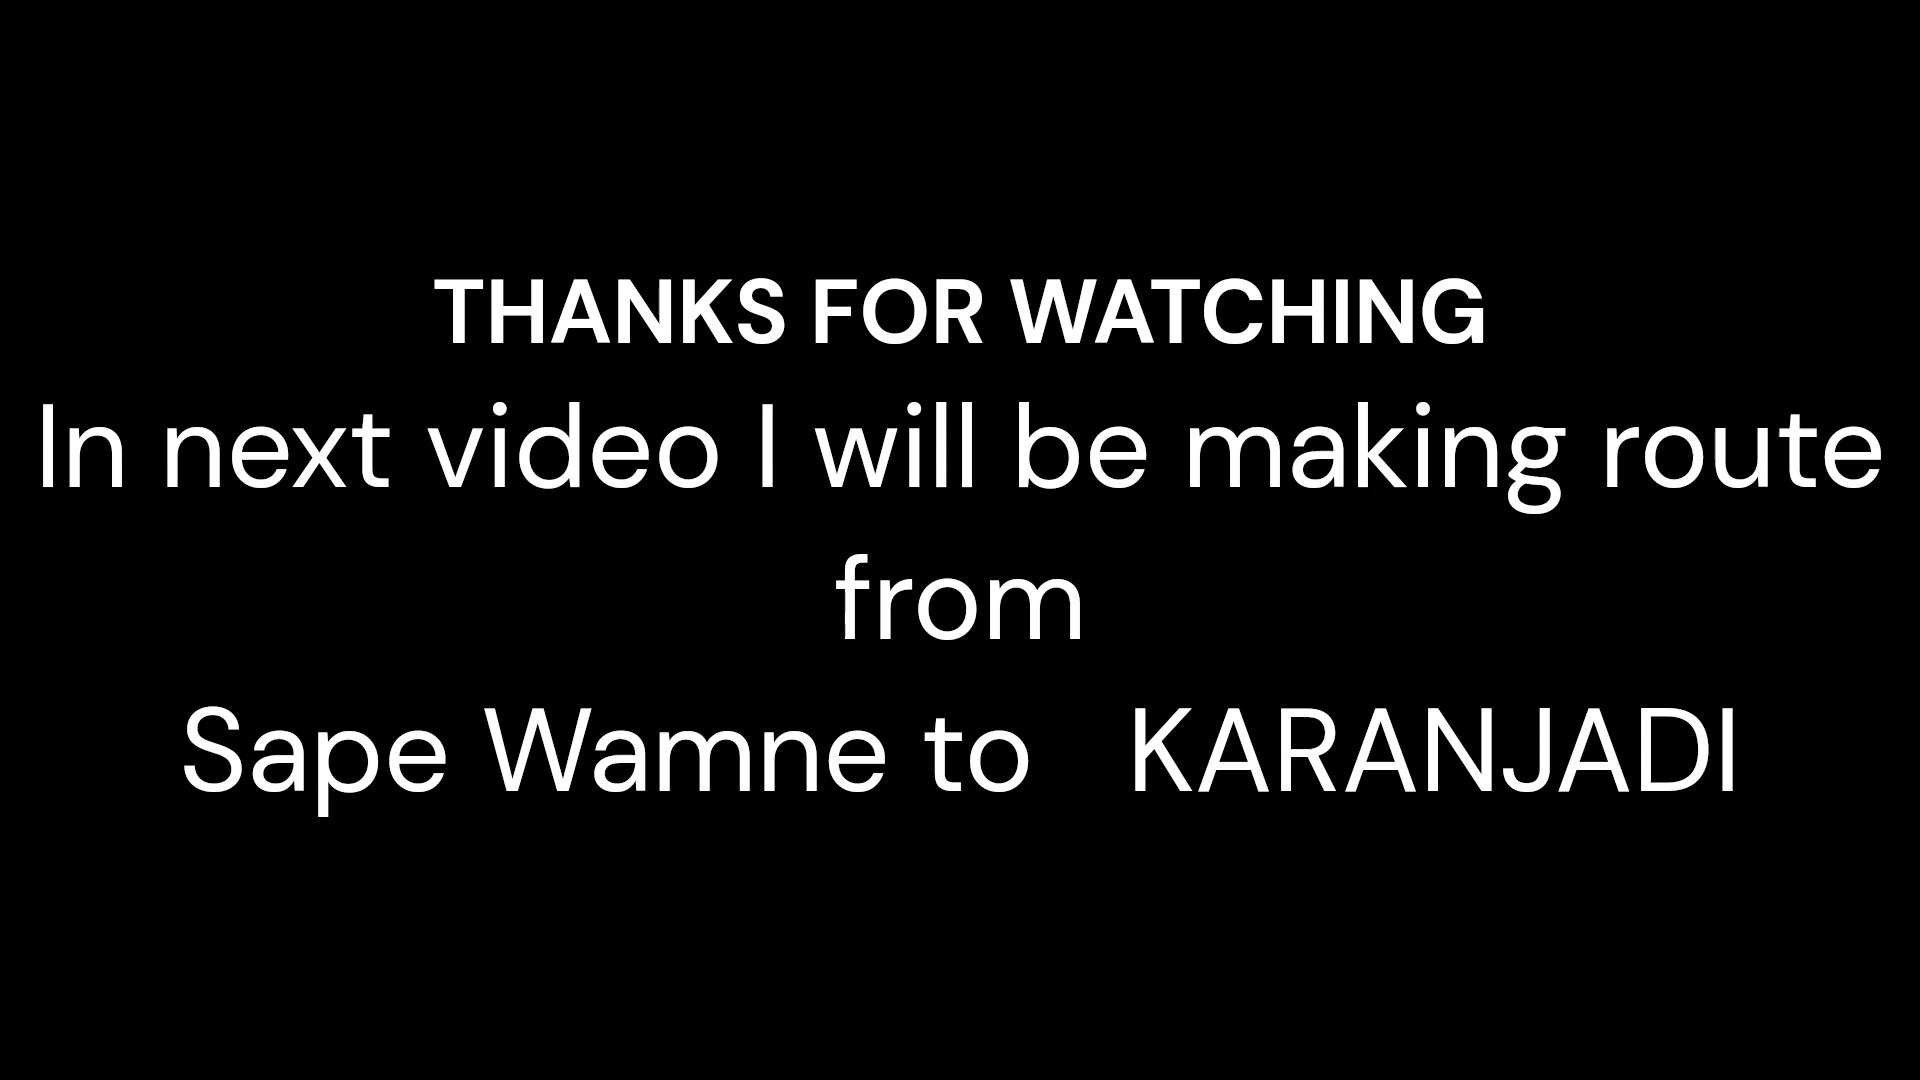 THANKS FOR WATCHING
In next video I will be making route
from
Sape Wamne to   KARANJADI